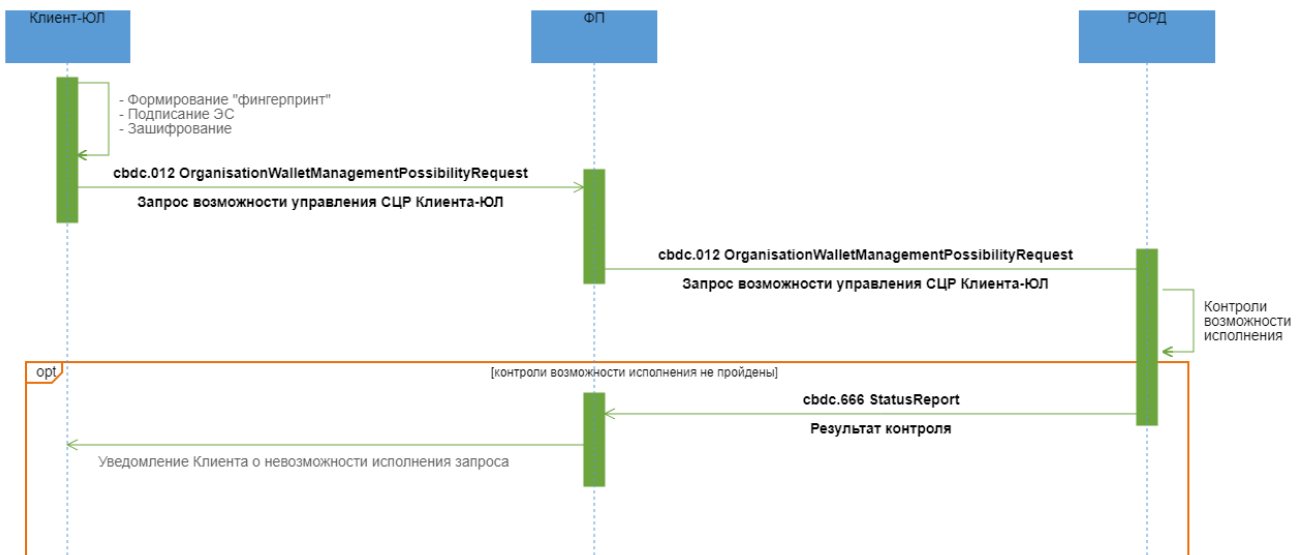 Клиент-ЮЛ
ФП
РОРД
- Формирование "фингерпринт"
- Подписание ЭС
- Зашифрование
cbdc.012 OrganisationWalletManagementPossibilityRequest
Запрос возможности управления СЦР Клиента-ЮЛ
cbdc.012 OrganisationWalletManagementPossibilityRequest
Запрос возможности управления СЦР Клиента-ЮЛ
Контроли
возможности
исполнения
opt
[контроли возможности исполнения не пройдены]
cbdc.666 StatusReport
Результат контроля
Уведомление Клиента о невозможности исполнения запроса